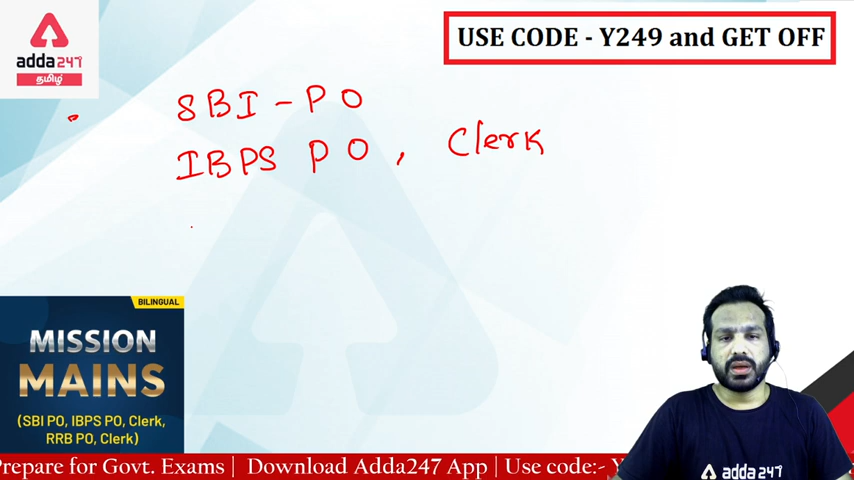 adda247
தமிழ்
USE CODE - Y249 and GET OFF
SBI - PO
IBPS PO, Clerk
BILINGUAL
MISSION
MAINS
(SBI PO, IBPS PO, Clerk,
RRB PO, Clerk)
adda247
Prepare for Govt. Exams | Download Adda247 App | Use code:-